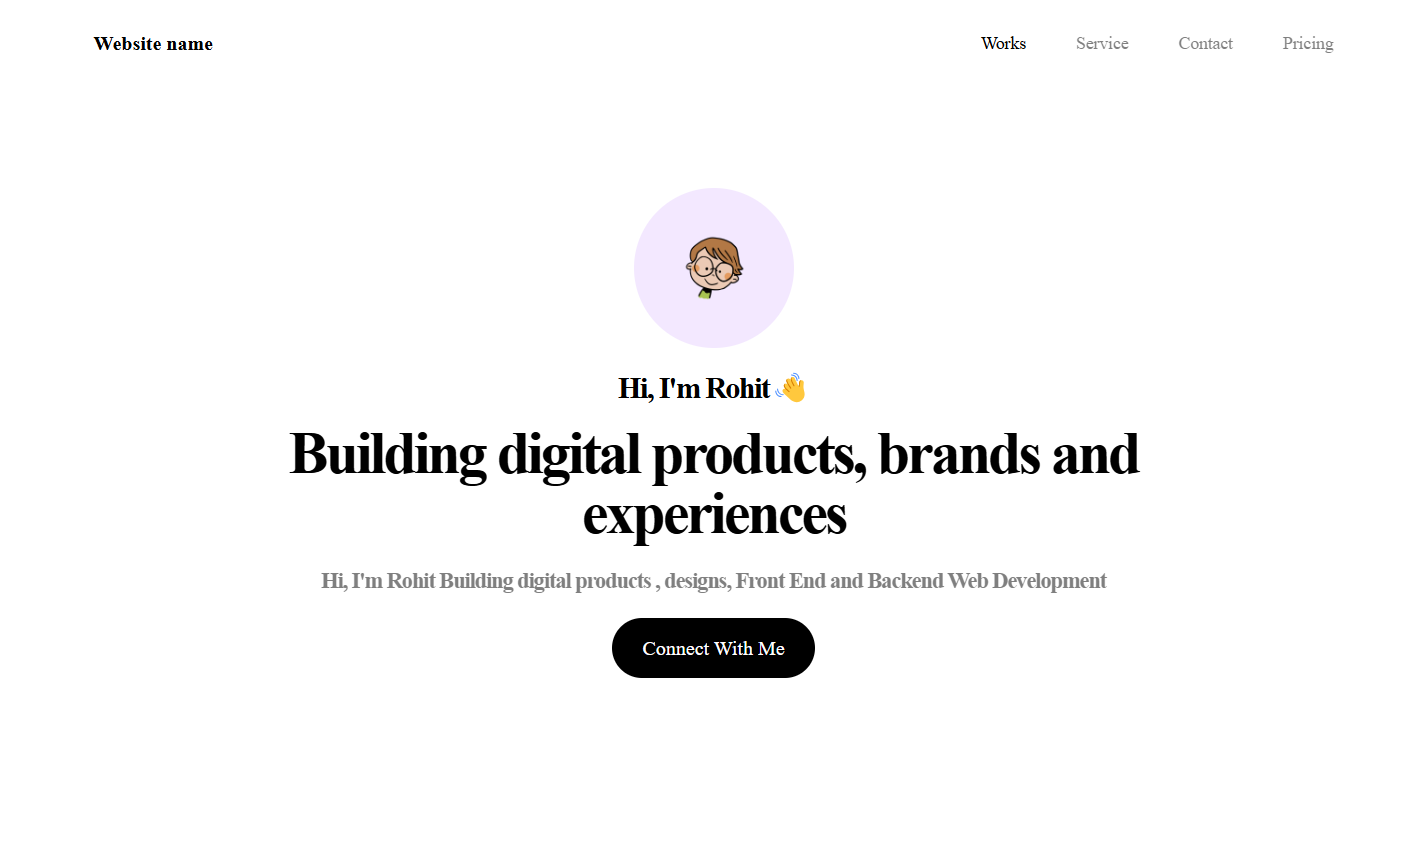 Website name
Works Service Contact Pricing
Hi, I'm Rohit 👋
Building digital products, brands and
experiences
Hi, I'm Rohit Building digital products , designs, Front End and Backend Web Development
Connect With Me